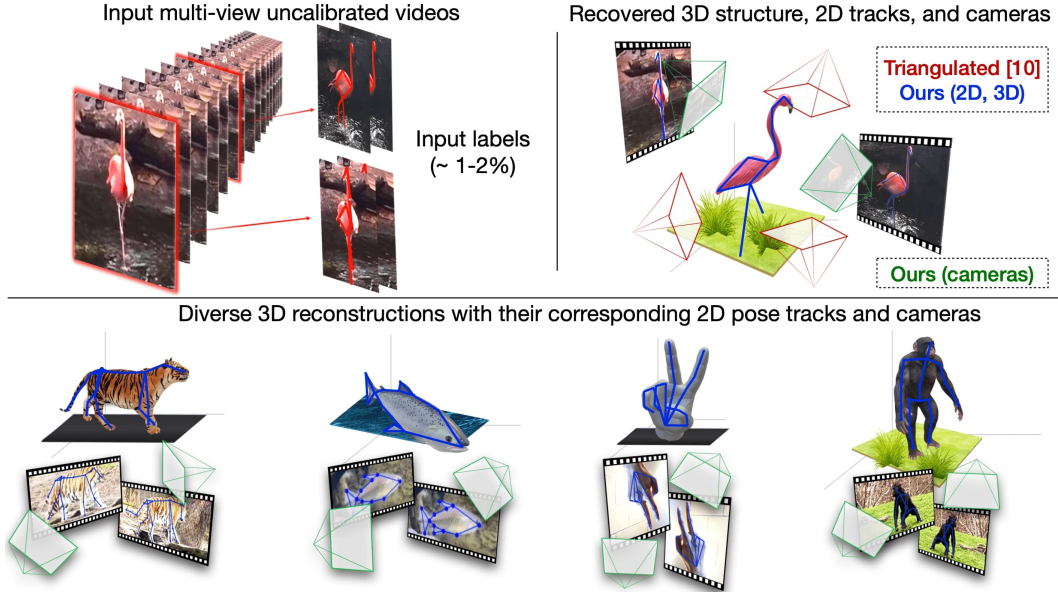 Input multi-view uncalibrated videos
Input labels
(~ 1-2%)
Recovered 3D structure, 2D tracks, and cameras
Triangulated [10]
Ours (2D, 3D)
Ours (cameras)
Diverse 3D reconstructions with their corresponding 2D pose tracks and cameras